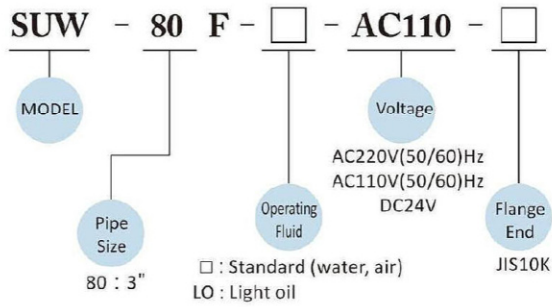 SUW - 80 F - □ - AC110 - □
MODEL
Voltage
AC220V(50/60)Hz
AC110V(50/60)Hz
DC24V
Pipe
Size
80 : 3"
Operating
Fluid
□ : Standard (water, air)
LO : Light oil
Flange
End
JIS10K